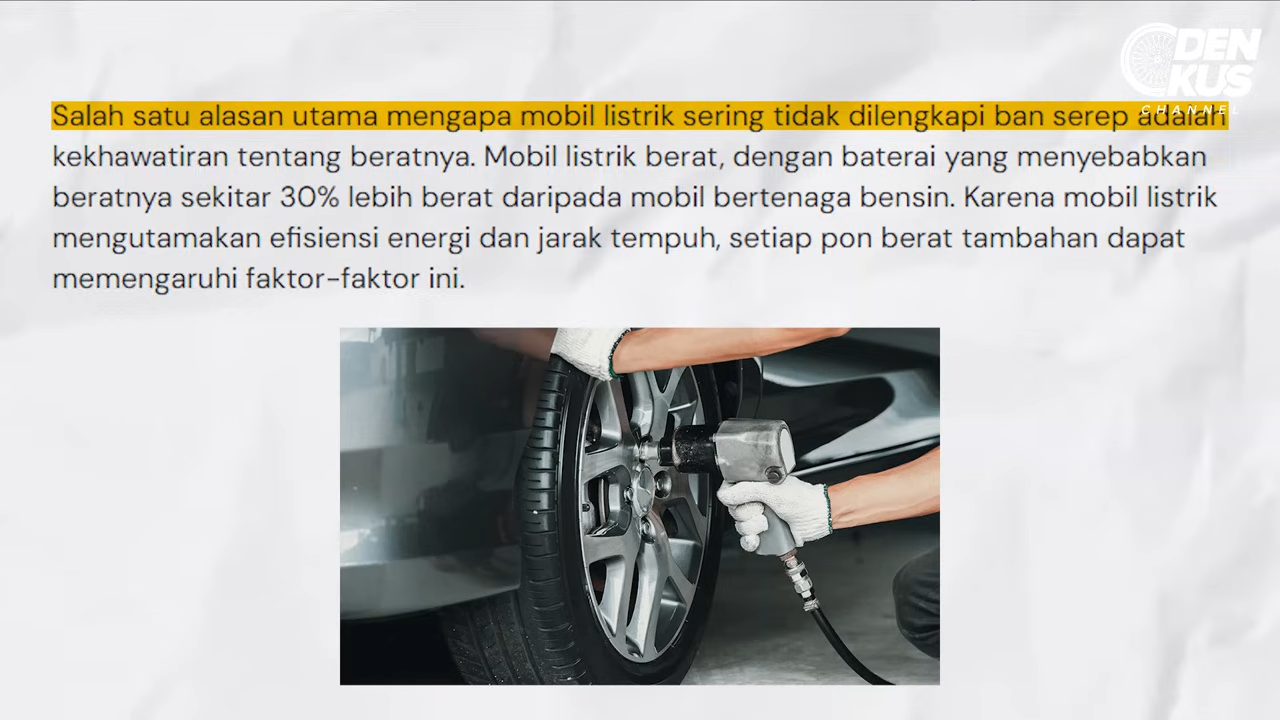 DEN
KUS
CHANNEL
Salah satu alasan utama mengapa mobil listrik sering tidak dilengkapi ban serep adalah
kekhawatiran tentang beratnya. Mobil listrik berat, dengan baterai yang menyebabkan
beratnya sekitar 30% lebih berat daripada mobil bertenaga bensin. Karena mobil listrik
mengutamakan efisiensi energi dan jarak tempuh, setiap pon berat tambahan dapat
memengaruhi faktor-faktor ini.